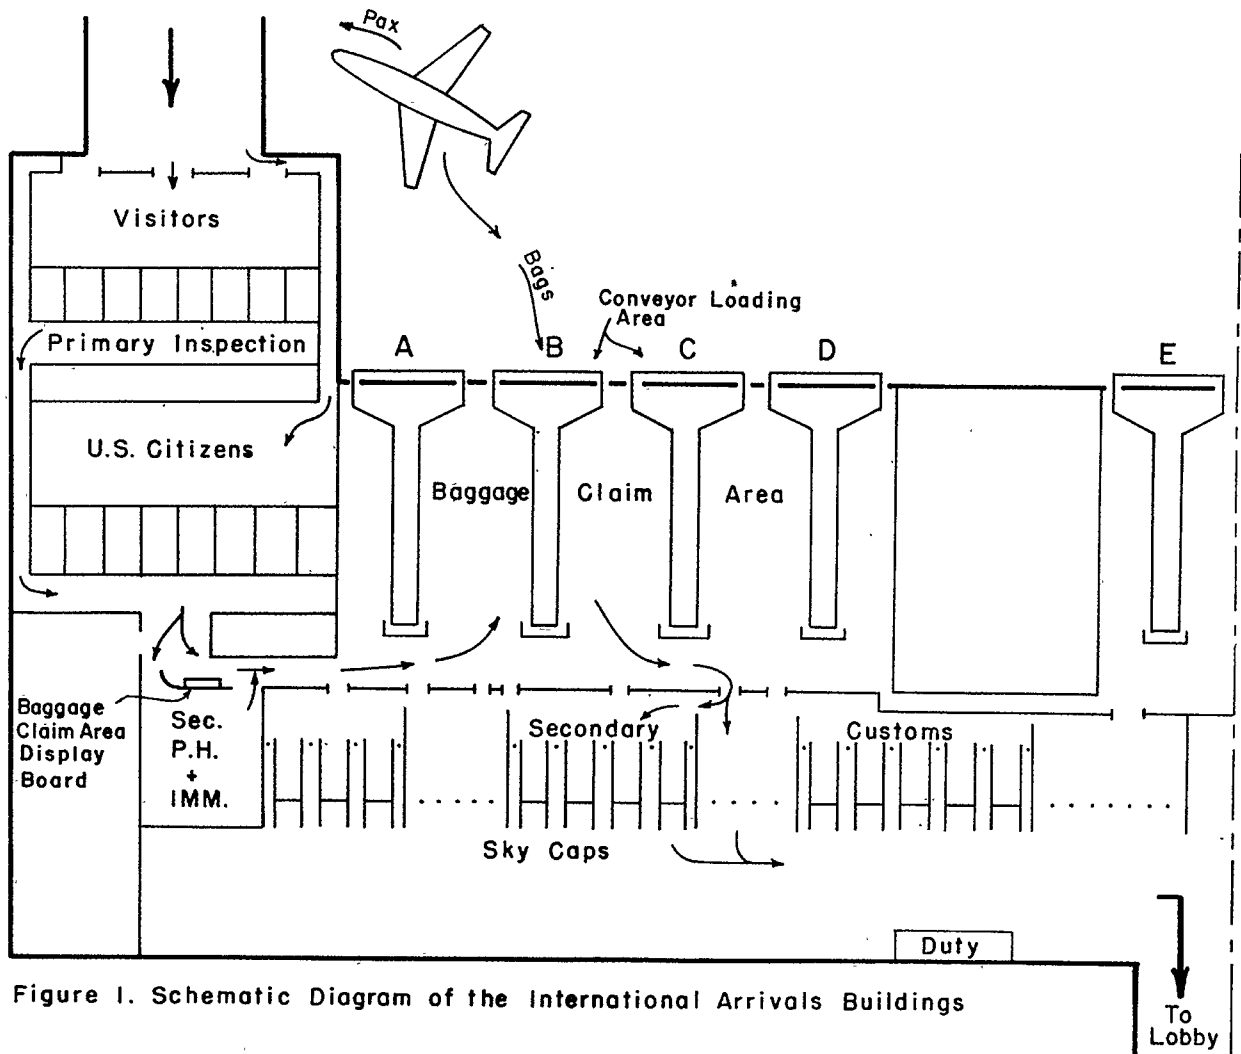 Pax
Visitors
Bags
Conveyor Loading
Area
Primary Inspection
A
B
C
D
E
U.S. Citizens
Baggage Claim Area
Baggage
Claim Area
Display
Board
Sec.
P.H.
+
IMM.
Secondary
Customs
Sky Caps
Duty
Figure 1. Schematic Diagram of the International Arrivals Buildings
To
Lobby